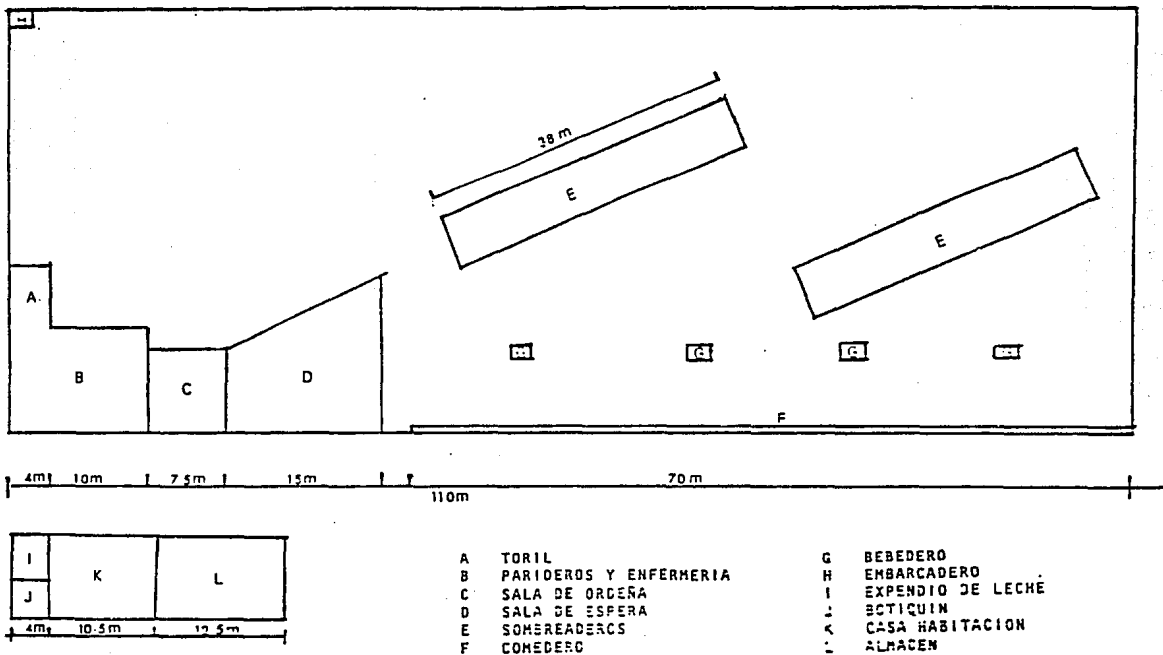 H
38 m
E
E
A.
B
C
D
G
G
F
4m 10m 7.5m 15m 70 m
110m
I
J
K
L
4m 10.5m 12.5m
A TORIL
B PARIDEROS Y ENFERMERIA
C SALA DE ORDEÑA
D SALA DE ESPERA
E SOMEREADEROS
F COMEDERO
G BEBEDERO
H EMBARCADERO
I EXPENDIO DE LECHE
J BOTIQUIN
K CASA HABITACION
L ALMACEN